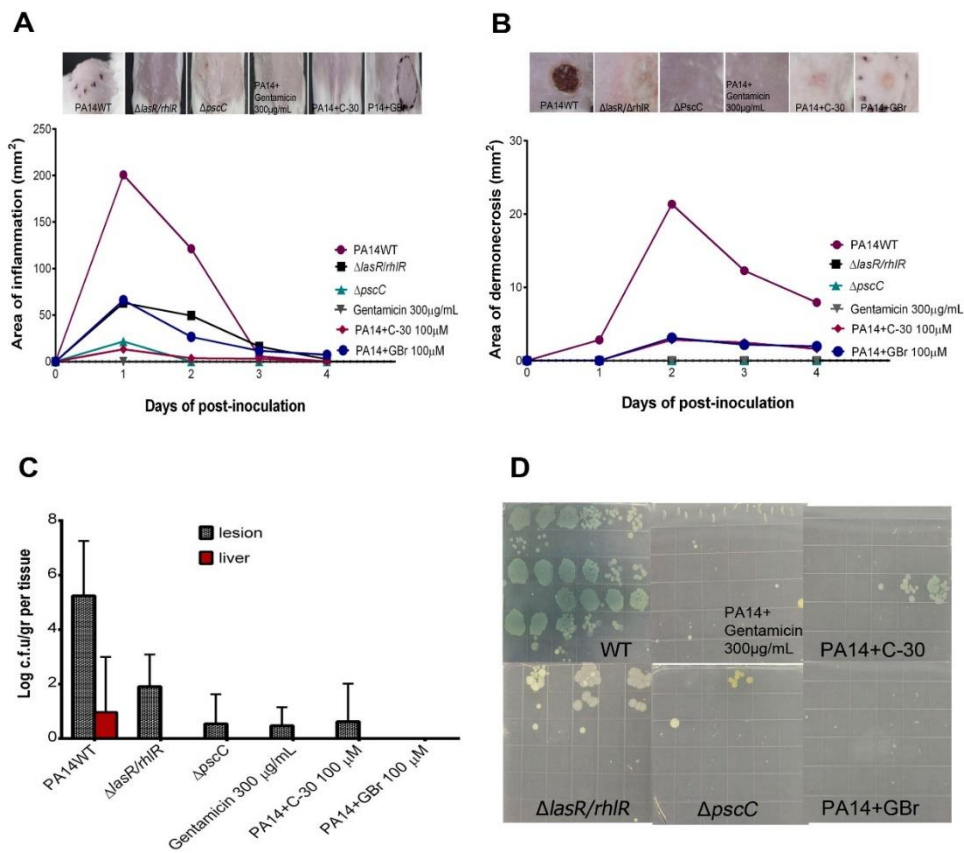 A
PA14WT
ΔlasR/rhlR
ΔpscC
PA14+
Gentamicin
300µg/mL
PA14+C-30
P14+GBr
Area of inflammation (mm²)
250
200
150
100
50
0
0 1 2 3 4
Days of post-inoculation
PA14WT
ΔlasR/rhlR
ΔpscC
Gentamicin 300µg/mL
PA14+C-30 100µM
PA14+GBr 100µM
B
PA14WT
ΔlasR/ΔrhlR
ΔPscC
PA14+
Gentamicin
300µg/mL
PA14+C-30
PA14+GBr
Area of dermonecrosis (mm²)
30
20
10
0
0 1 2 3 4
Days of post-inoculation
PA14WT
ΔlasR/rhlR
ΔpscC
Gentamicin 300µg/mL
PA14+C-30 100µM
PA14+GBr 100µM
C
Log c.f.u/gr per tissue
8
6
4
2
0
lesion
liver
PA14WT
ΔlasR/rhlR
ΔpscC
Gentamicin 300 µg/mL
PA14+C-30 100 µM
PA14+GBr 100 µM
D
WT
PA14+
Gentamicin
300µg/mL
PA14+C-30
ΔlasR/rhlR
ΔpscC
PA14+GBr